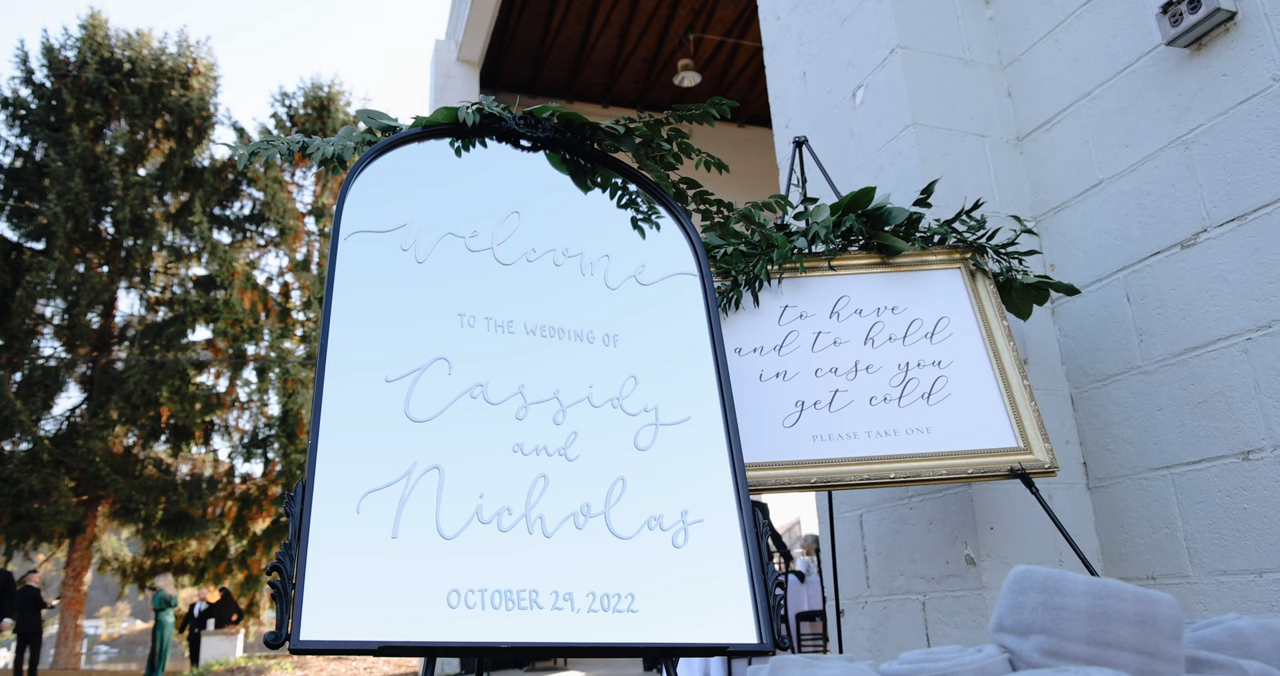 welcome
TO THE WEDDING OF
Cassidy
and
Nicholas
OCTOBER 29, 2022
to have
and to hold
in case you
get cold
PLEASE TAKE ONE